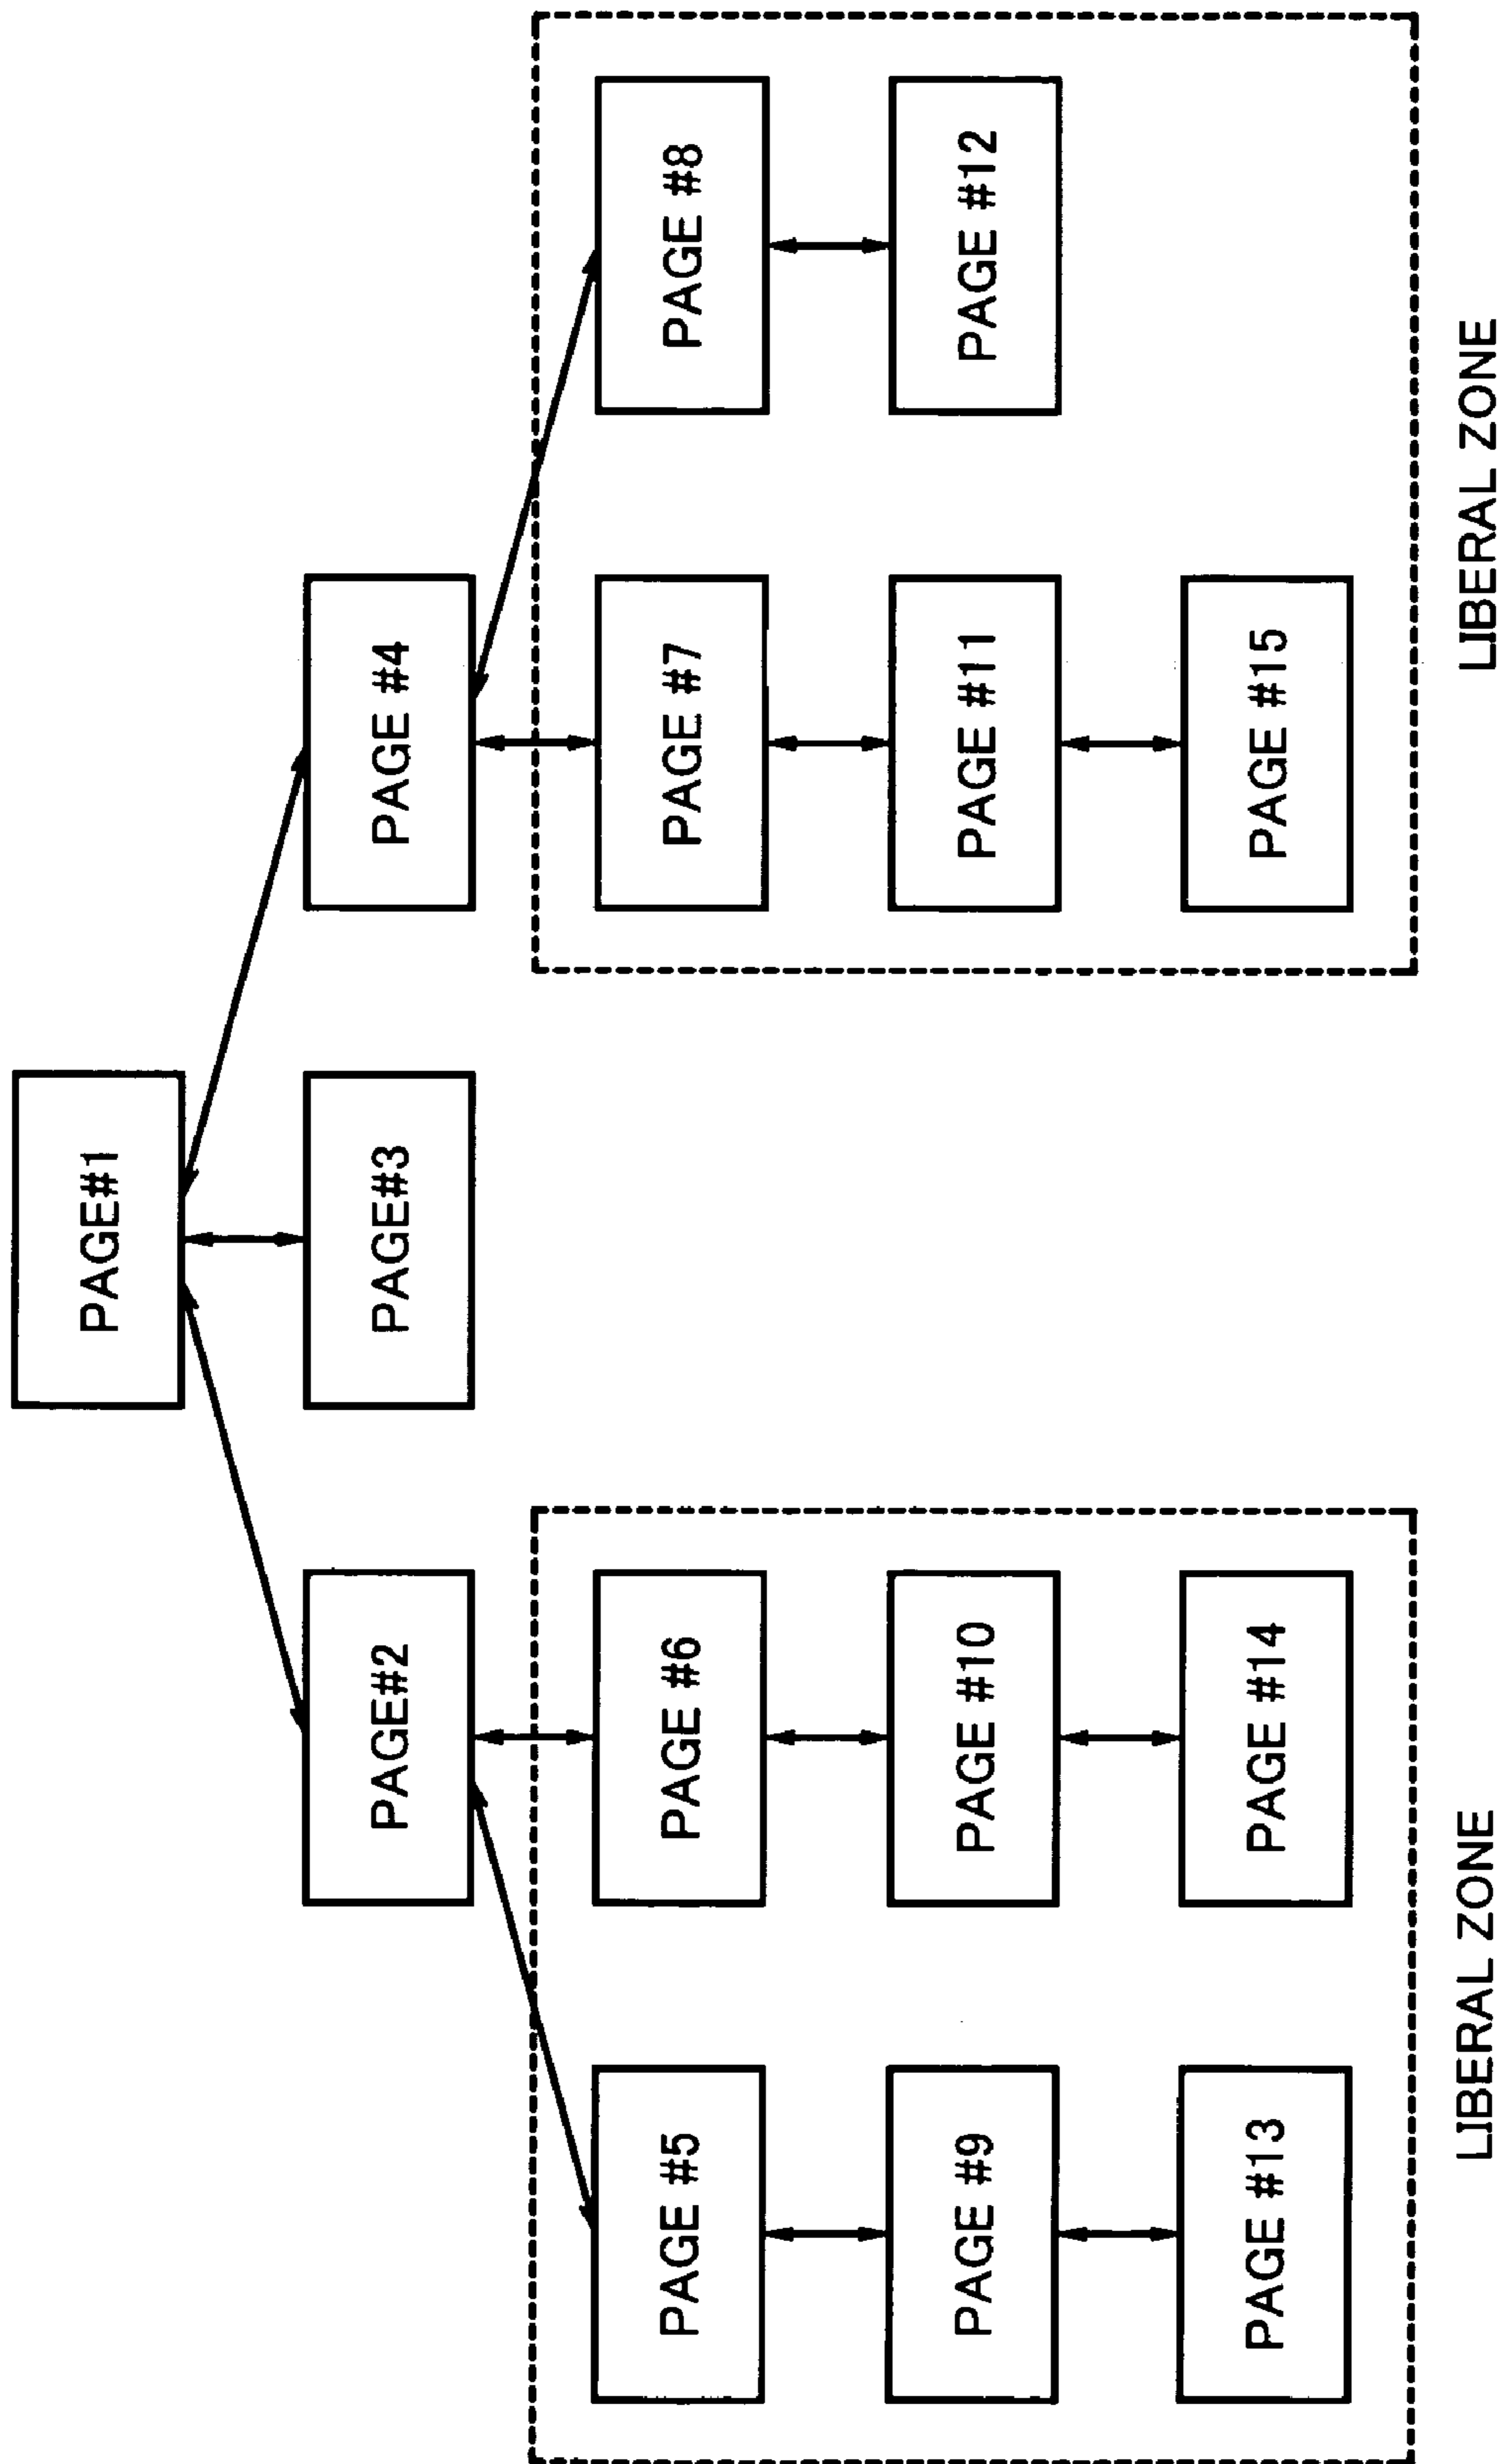 PAGE#1
PAGE#2
PAGE#3
PAGE #4
PAGE #5
PAGE #6
PAGE #7
PAGE #8
PAGE #9
PAGE #10
PAGE #11
PAGE #12
PAGE #13
PAGE #14
PAGE #15
LIBERAL ZONE
LIBERAL ZONE